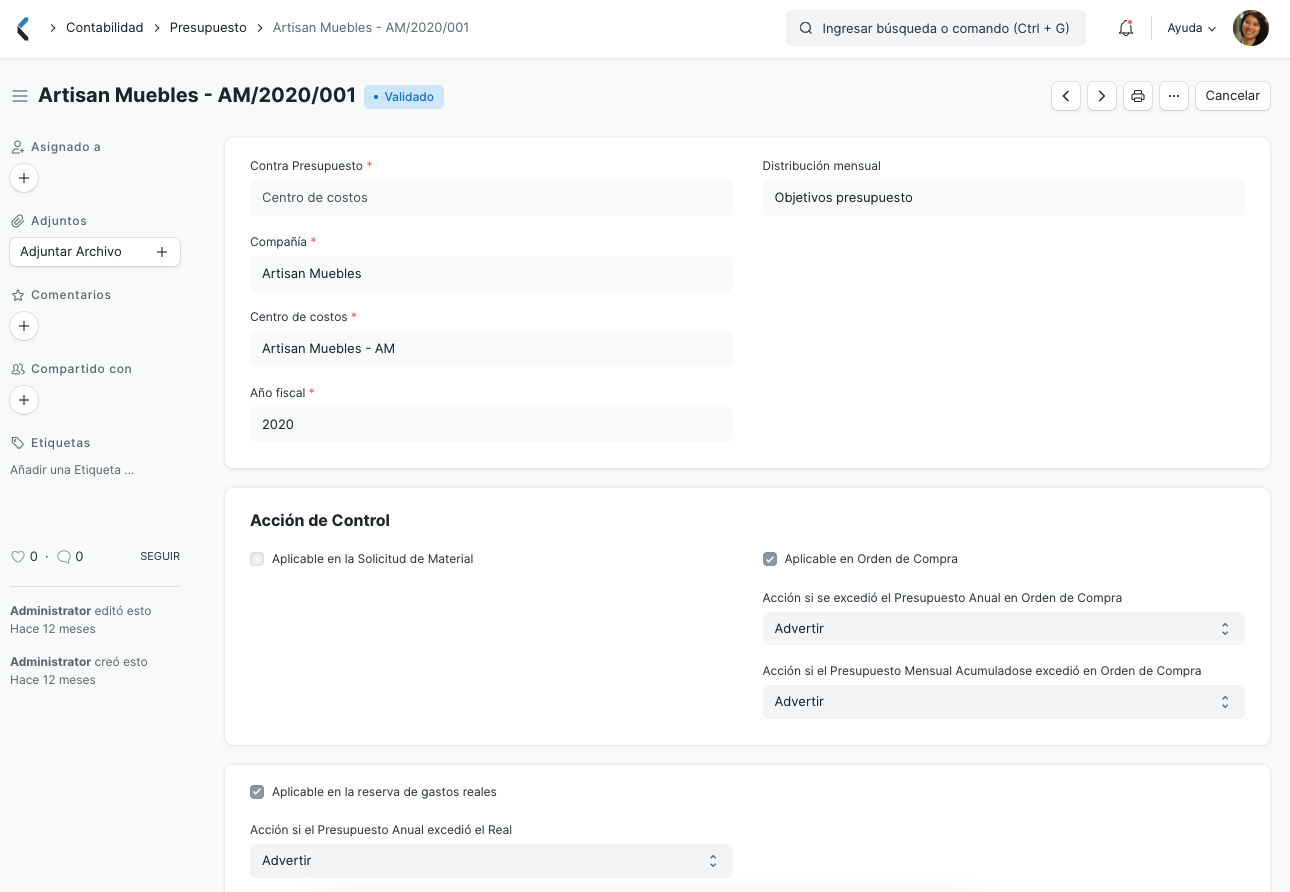 Contabilidad
Presupuesto
Artisan Muebles - AM/2020/001
Ingresar búsqueda o comando (Ctrl + G)
Ayuda
Artisan Muebles - AM/2020/001
Validado
Cancelar
Asignado a
Adjuntos
Adjuntar Archivo
Comentarios
Compartido con
Etiquetas
Añadir una Etiqueta ...
0 · 0 SEGUIR
Administrator editó esto
Hace 12 meses
Administrator creó esto
Hace 12 meses
Contra Presupuesto *
Centro de costos
Compañía *
Artisan Muebles
Centro de costos *
Artisan Muebles - AM
Año fiscal *
2020
Distribución mensual
Objetivos presupuesto
Acción de Control
Aplicable en la Solicitud de Material
Aplicable en Orden de Compra
Acción si se excedió el Presupuesto Anual en Orden de Compra
Advertir
Acción si el Presupuesto Mensual Acumuladose excedió en Orden de Compra
Advertir
Aplicable en la reserva de gastos reales
Acción si el Presupuesto Anual excedió el Real
Advertir